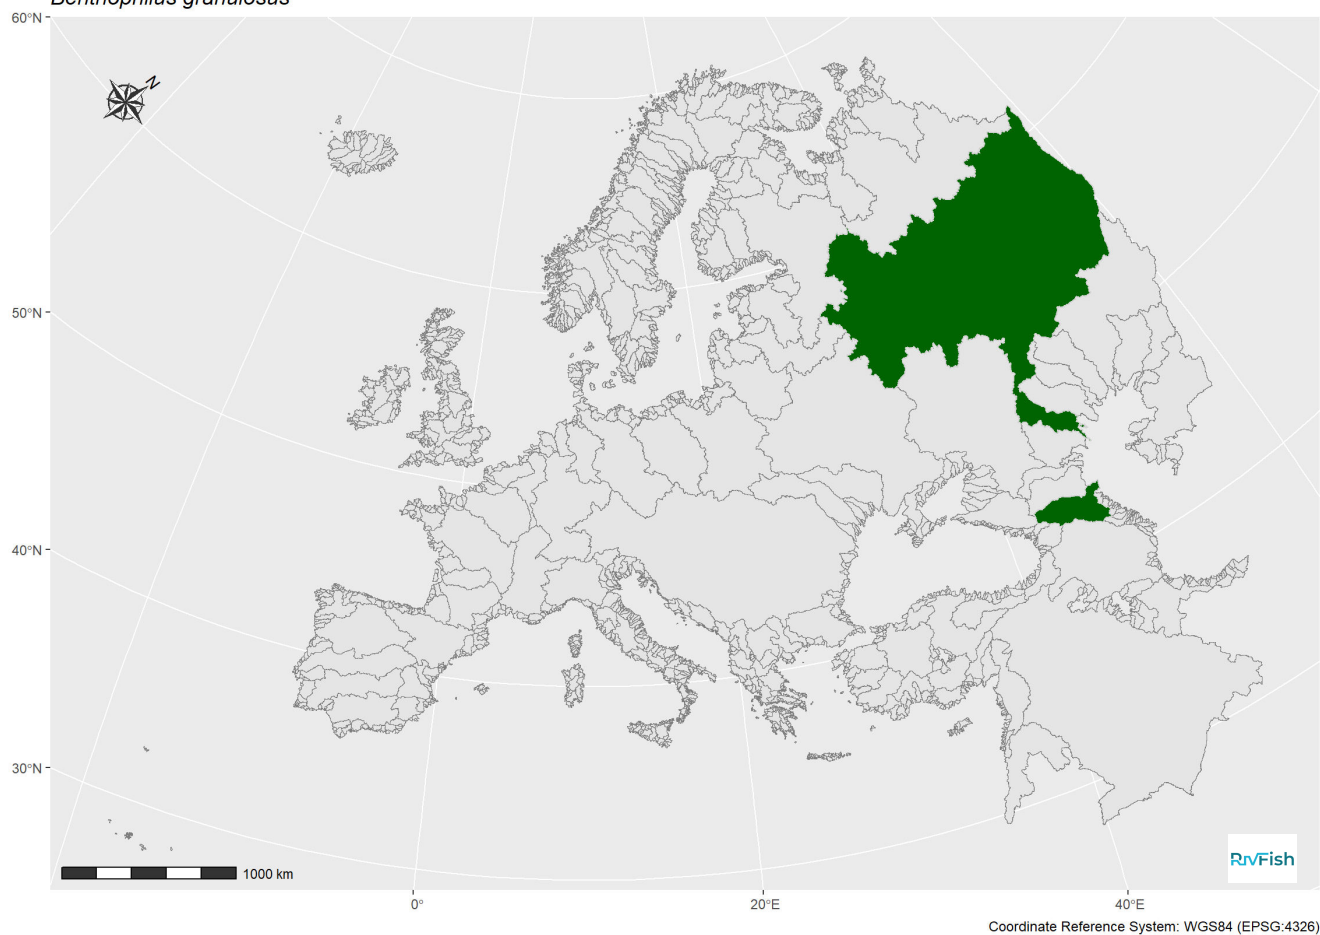 Benthophilus granulosus
60°N
N
50°N
40°N
30°N
1000 km
RIVFish
0°
20°E
40°E
Coordinate Reference System: WGS84 (EPSG:4326)